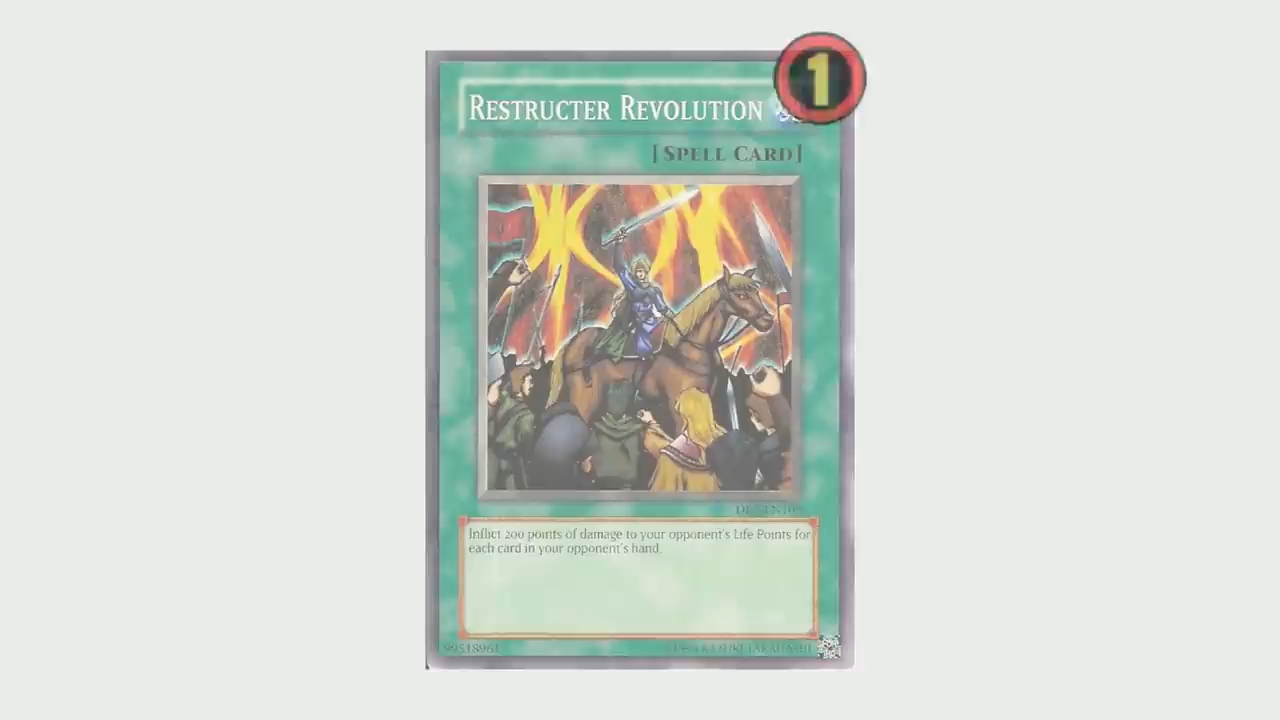 1
RESTRUCTER REVOLUTION
[SPELL CARD]
Inflict 200 points of damage to your opponent's Life Points for
each card in your opponent's hand.
99518961